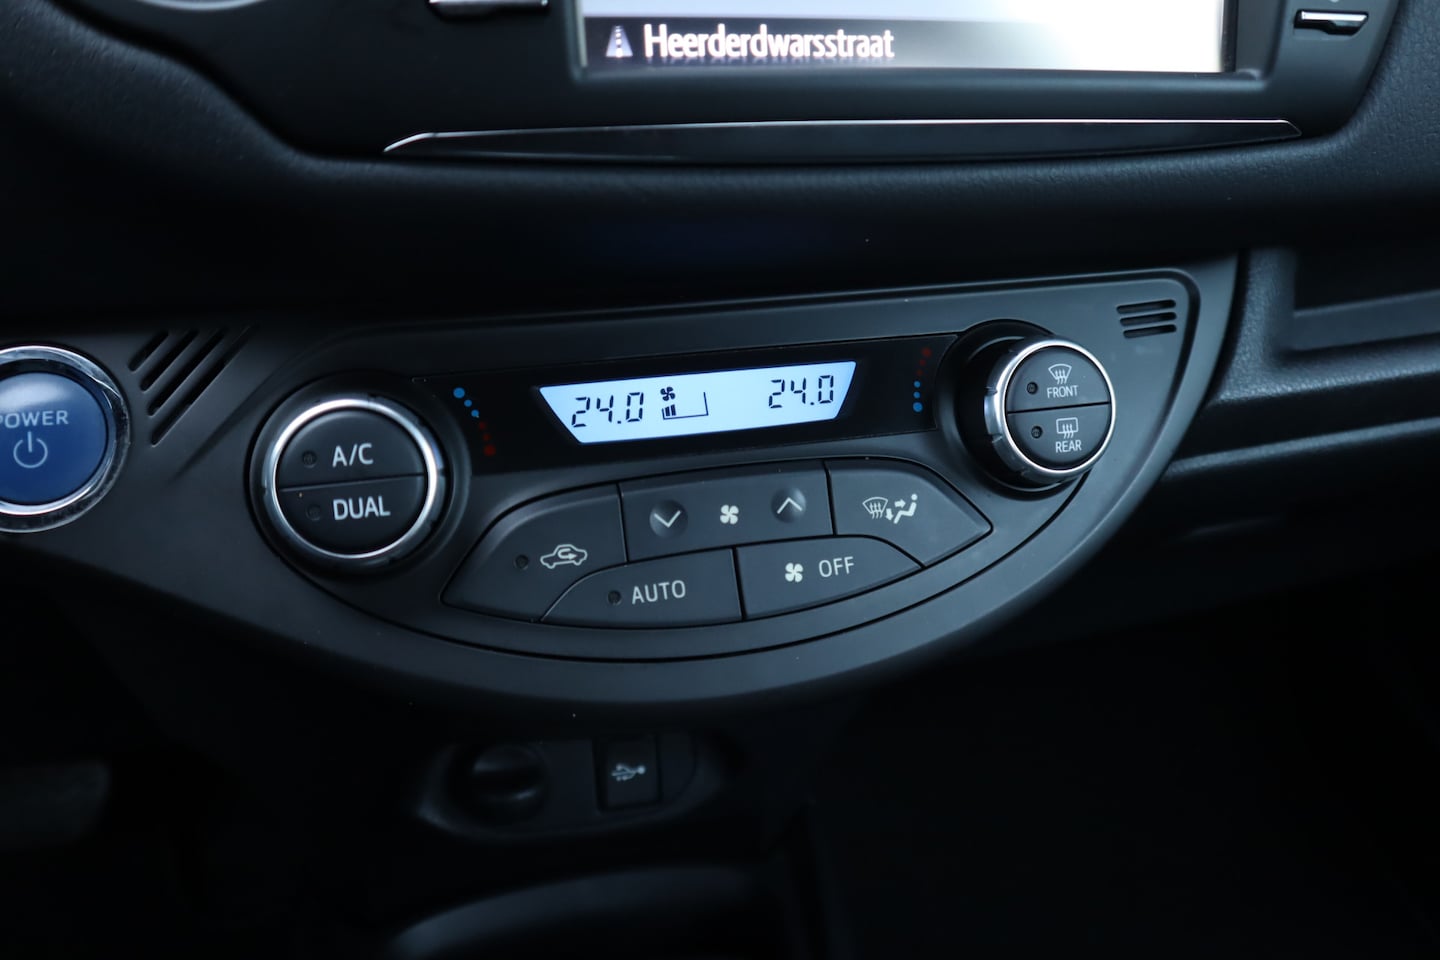 Heerderdwarsstraat
POWER
24.0
24.0
FRONT
REAR
A/C
DUAL
AUTO
OFF